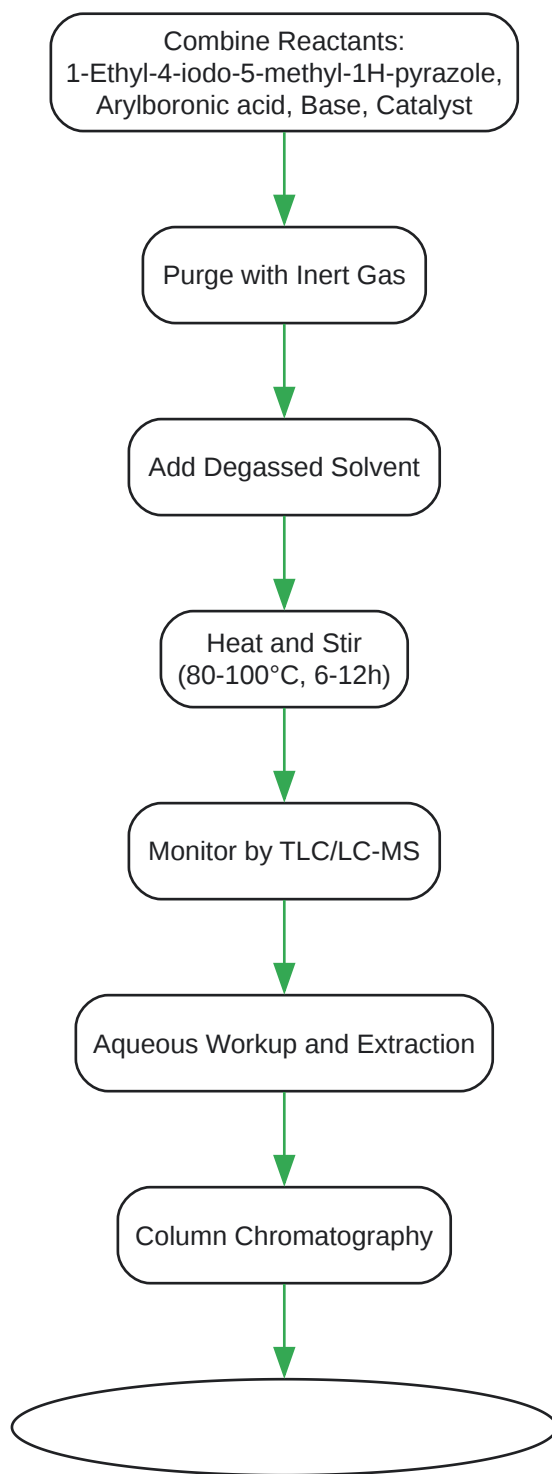 Combine Reactants:
1-Ethyl-4-iodo-5-methyl-1H-pyrazole,
Arylboronic acid, Base, Catalyst
Purge with Inert Gas
Add Degassed Solvent
Heat and Stir
(80-100°C, 6-12h)
Monitor by TLC/LC-MS
Aqueous Workup and Extraction
Column Chromatography